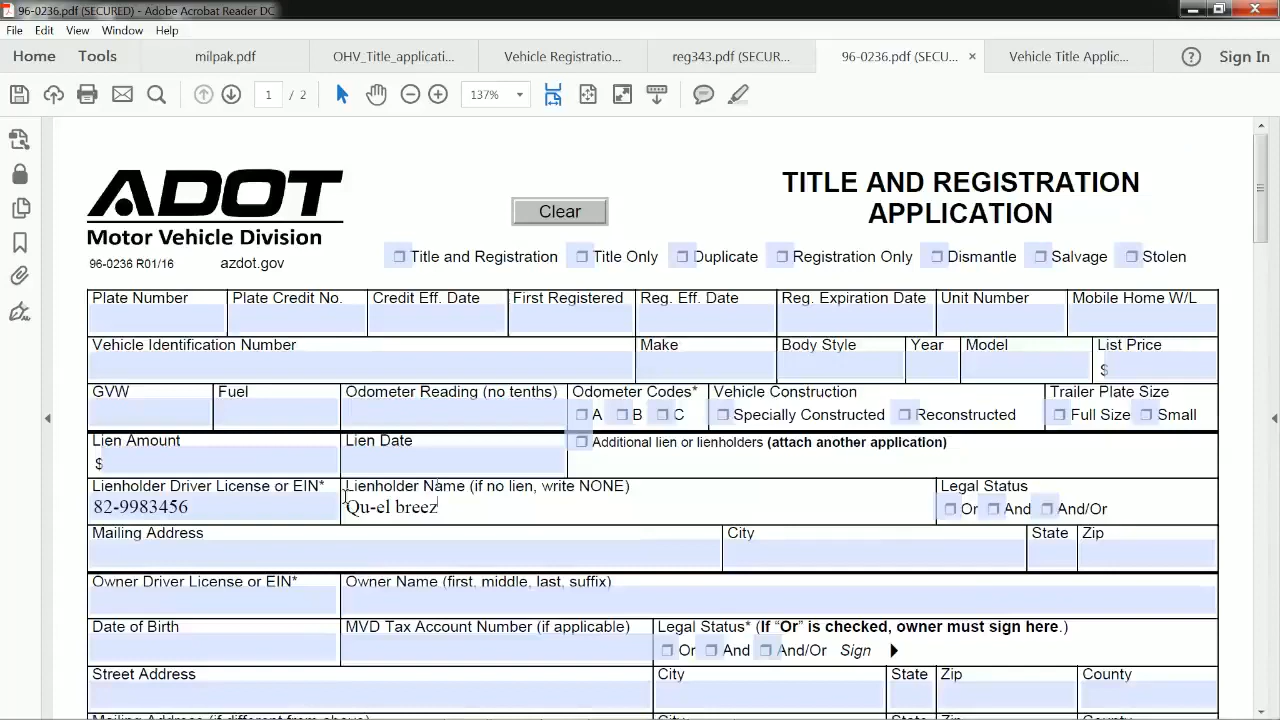 96-0236.pdf (SECURED) - Adobe Acrobat Reader DC
File Edit View Window Help
Home Tools milpak.pdf OHV_Title_applicati... Vehicle Registratio... reg343.pdf (SECUR... 96-0236.pdf (SECU... × Vehicle Title Applic... Sign In
1 / 2 137%
ADOT
Motor Vehicle Division
96-0236 R01/16 azdot.gov
Clear
TITLE AND REGISTRATION
APPLICATION
Title and Registration Title Only Duplicate Registration Only Dismantle Salvage Stolen
Plate Number Plate Credit No. Credit Eff. Date First Registered Reg. Eff. Date Reg. Expiration Date Unit Number Mobile Home W/L
Vehicle Identification Number Make Body Style Year Model List Price
$
GVW Fuel Odometer Reading (no tenths) Odometer Codes* Vehicle Construction Trailer Plate Size
A B C Specially Constructed Reconstructed Full Size Small
Lien Amount Lien Date Additional lien or lienholders (attach another application)
$
Lienholder Driver License or EIN* Lienholder Name (if no lien, write NONE) Legal Status
82-9983456 Qu-el breez Or And And/Or
Mailing Address City State Zip
Owner Driver License or EIN* Owner Name (first, middle, last, suffix)
Date of Birth MVD Tax Account Number (if applicable) Legal Status* (If “Or” is checked, owner must sign here.)
Or And And/Or Sign
Street Address City State Zip County
Mailing Address (if different from above) City State Zip County